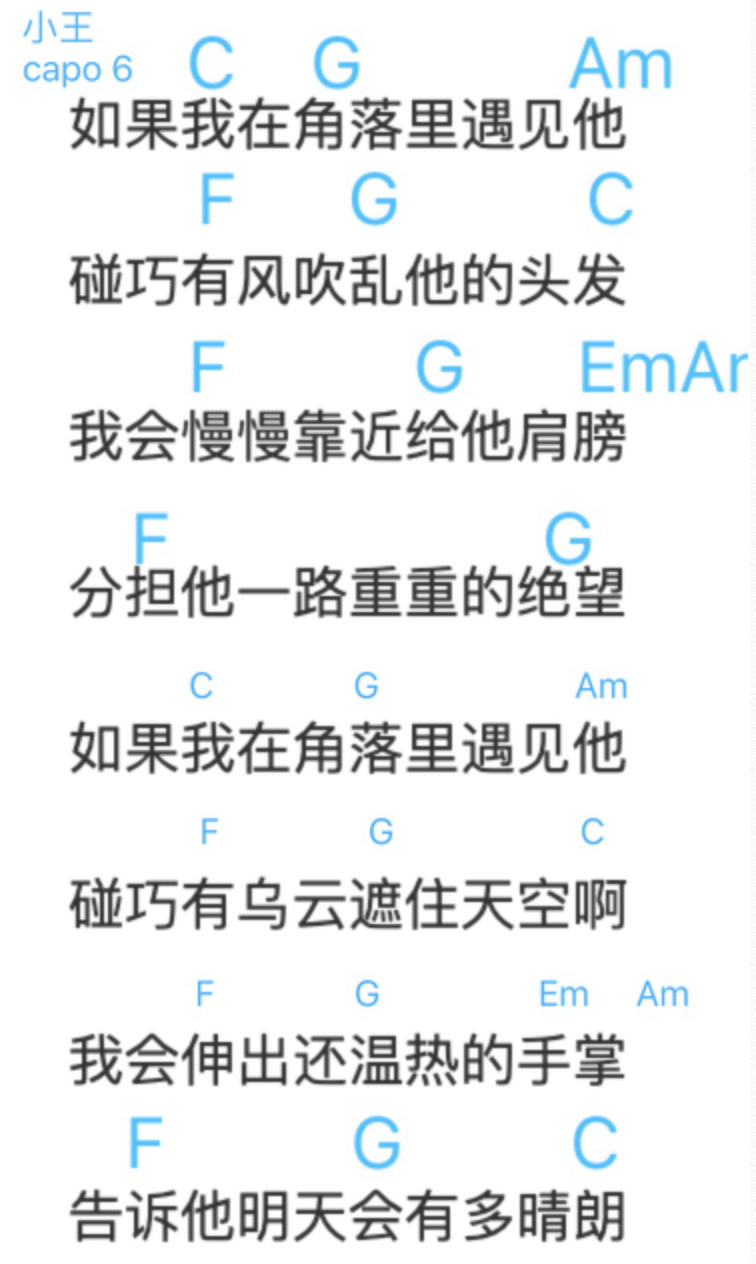 小王
capo 6 C G Am
如果我在角落里遇见他
F G C
碰巧有风吹乱他的头发
F G EmAm
我会慢慢靠近给他肩膀
F G
分担他一路重重的绝望
C G Am
如果我在角落里遇见他
F G C
碰巧有乌云遮住天空啊
F G Em Am
我会伸出还温热的手掌
F G C
告诉他明天会有多晴朗